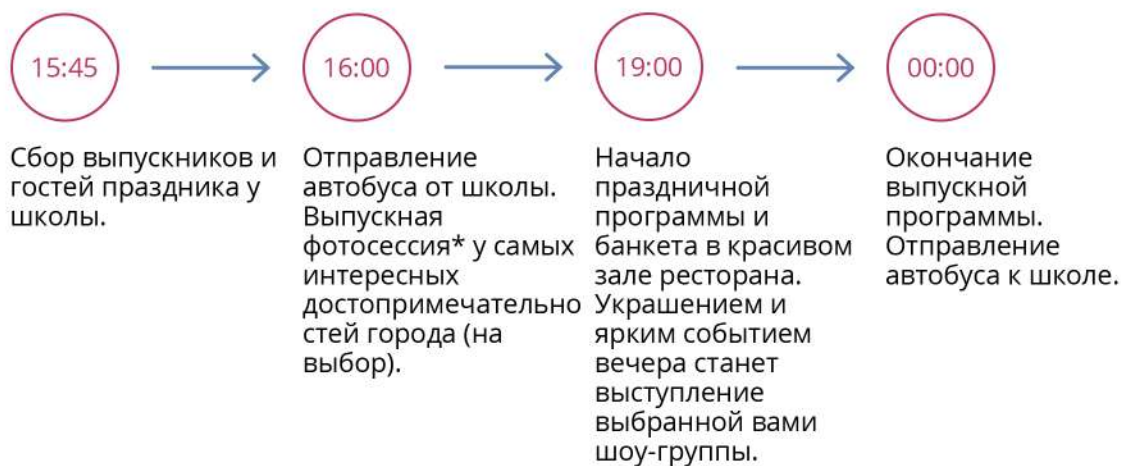 15:45
Сбор выпускников и
гостей праздника у
школы.
16:00
Отправление
автобуса от школы.
Выпускная
фотосессия* у самых
интересных
достопримечательно
стей города (на
выбор).
19:00
Начало
праздничной
программы и
банкета в красивом
зале ресторана.
Украшением и
ярким событием
вечера станет
выступление
выбранной вами
шоу-группы.
00:00
Окончание
выпускной
программы.
Отправление
автобуса к школе.